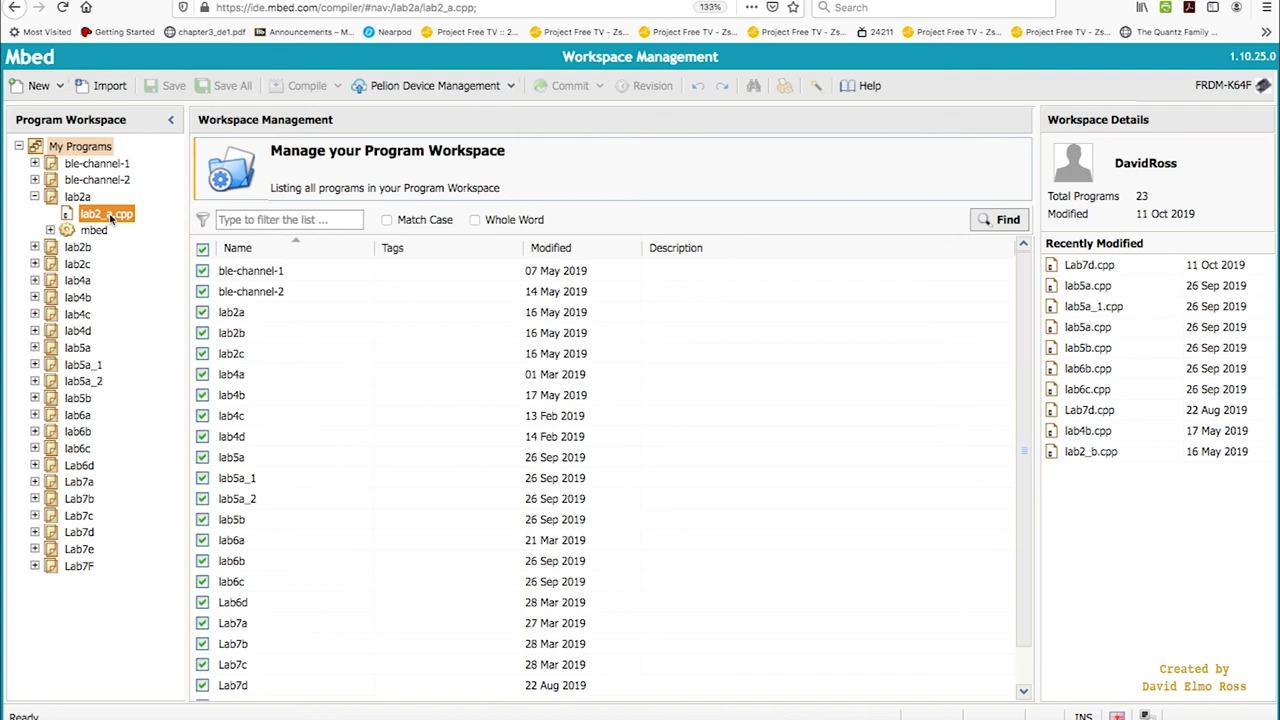 https://ide.mbed.com/compiler/#nav:/lab2a/lab2_a.cpp;
133%
Search
Most Visited
Getting Started
chapter3_de1.pdf
Announcements – M...
Nearpod
Project Free TV :: 2...
Project Free TV - Zs...
Project Free TV - Zs...
24211
Project Free TV - Zs...
Project Free TV - Zs...
The Quantz Family ...
Mbed
Workspace Management
1.10.25.0
New
Import
Save
Save All
Compile
Pelion Device Management
Commit
Revision
Help
FRDM-K64F
Program Workspace
My Programs
ble-channel-1
ble-channel-2
lab2a
lab2_a.cpp
mbed
lab2b
lab2c
lab4a
lab4b
lab4c
lab4d
lab5a
lab5a_1
lab5a_2
lab5b
lab6a
lab6b
lab6c
Lab6d
Lab7a
Lab7b
Lab7c
Lab7d
Lab7e
Lab7F
Workspace Management
Manage your Program Workspace
Listing all programs in your Program Workspace
Type to filter the list ...
Match Case
Whole Word
Find
Name Tags Modified Description
ble-channel-1 07 May 2019
ble-channel-2 14 May 2019
lab2a 16 May 2019
lab2b 16 May 2019
lab2c 16 May 2019
lab4a 01 Mar 2019
lab4b 17 May 2019
lab4c 13 Feb 2019
lab4d 14 Feb 2019
lab5a 26 Sep 2019
lab5a_1 26 Sep 2019
lab5a_2 26 Sep 2019
lab5b 26 Sep 2019
lab6a 21 Mar 2019
lab6b 26 Sep 2019
lab6c 26 Sep 2019
Lab6d 28 Mar 2019
Lab7a 27 Mar 2019
Lab7b 28 Mar 2019
Lab7c 28 Mar 2019
Lab7d 22 Aug 2019
Workspace Details
DavidRoss
Total Programs 23
Modified 11 Oct 2019
Recently Modified
Lab7d.cpp 11 Oct 2019
lab5a.cpp 26 Sep 2019
lab5a_1.cpp 26 Sep 2019
lab5a.cpp 26 Sep 2019
lab5b.cpp 26 Sep 2019
lab6b.cpp 26 Sep 2019
lab6c.cpp 26 Sep 2019
Lab7d.cpp 22 Aug 2019
lab4b.cpp 17 May 2019
lab2_b.cpp 16 May 2019
Created by
David Elmo Ross
Ready
INS